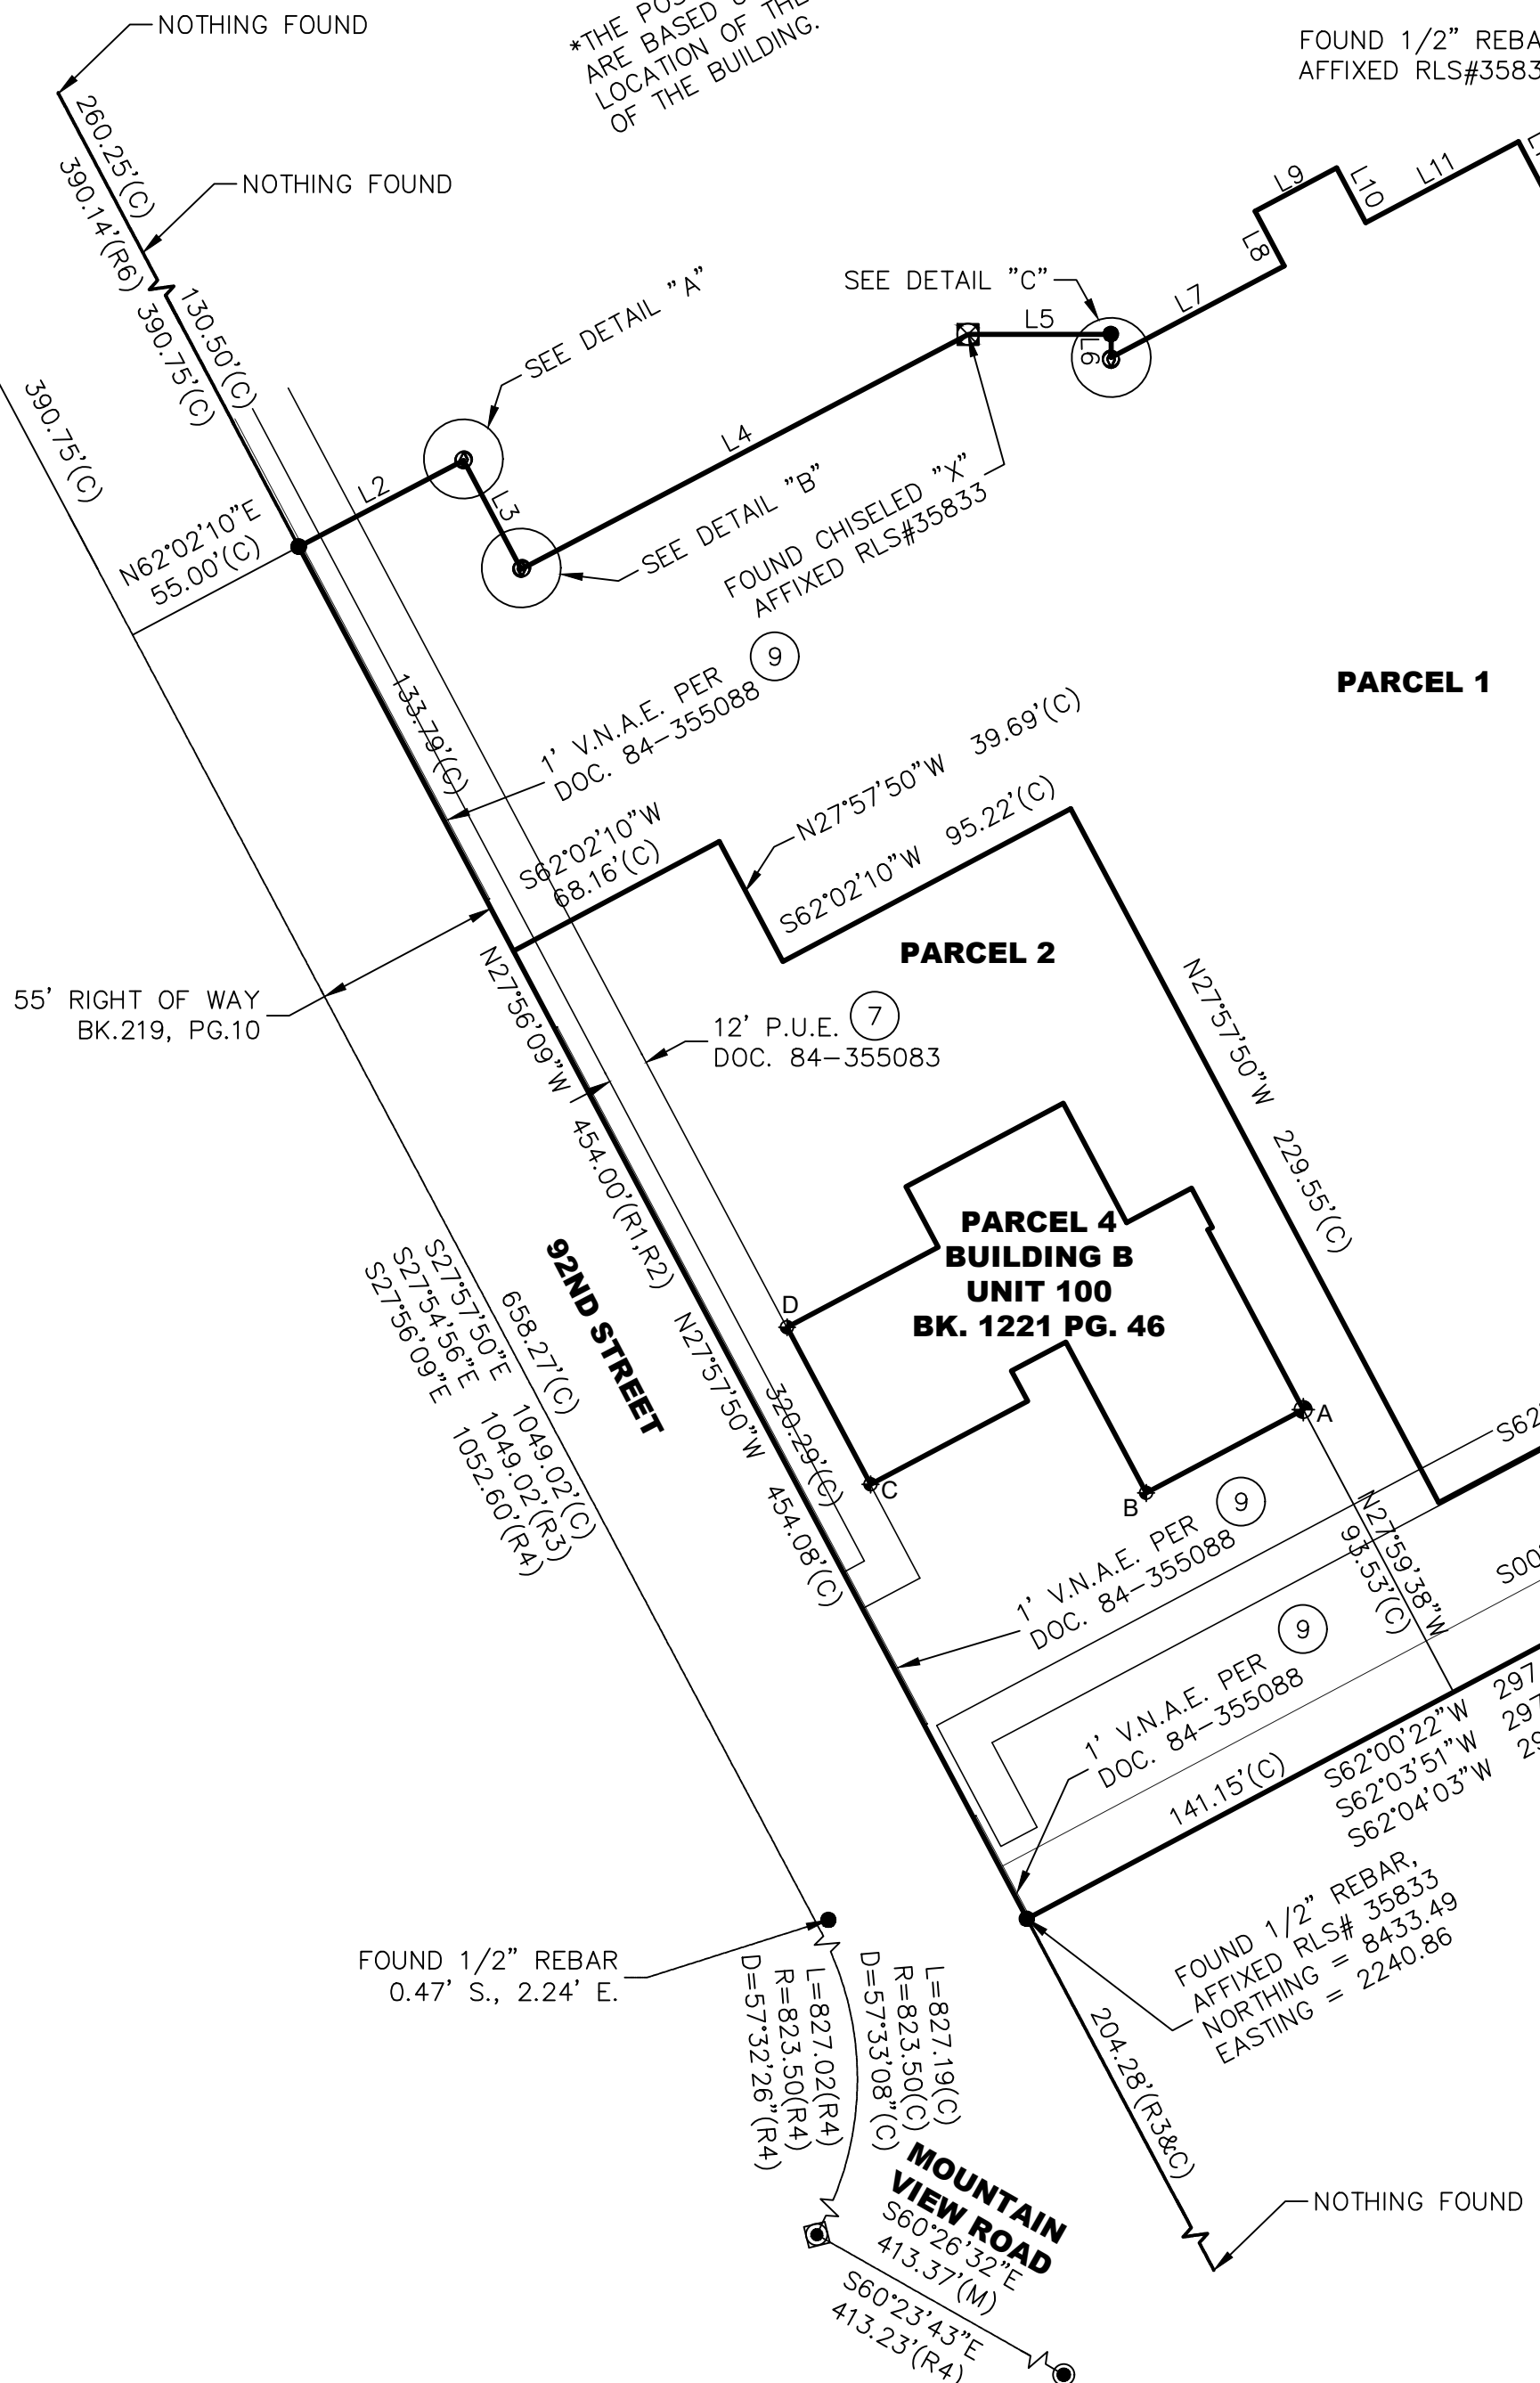 NOTHING FOUND
*THE POS
ARE BASED
LOCATION OF THE
OF THE BUILDING.
FOUND 1/2" REBA
AFFIXED RLS#3583
260.25'(C)
390.14'(R6) 390.75'(C)
NOTHING FOUND
130.50'(C)
390.75'(C)
SEE DETAIL "A"
SEE DETAIL "C"
L2
L3
L4
L5
L6
L7
L8
L9
L10
L11
N62°02'10"E
55.00'(C)
SEE DETAIL "B"
FOUND CHISELED "X"
AFFIXED RLS#35833
133.79'(C)
1' V.N.A.E. PER
DOC. 84-355088
9
PARCEL 1
N27°57'50"W 39.69'(C)
S62°02'10"W
68.16'(C)
S62°02'10"W 95.22'(C)
PARCEL 2
55' RIGHT OF WAY
BK.219, PG.10
12' P.U.E.
DOC. 84-355083
7
N27°57'50"W 229.55'(C)
N27°56'09"W 454.00'(R1,R2)
N27°57'50"W 454.08'(C)
320.29'(C)
PARCEL 4
BUILDING B
UNIT 100
BK. 1221 PG. 46
D
C
B
A
92ND STREET
658.27'(C)
S27°57'50"E 1049.02'(C)
S27°54'56"E 1049.02'(R3)
S27°56'09"E 1052.60'(R4)
1' V.N.A.E. PER
DOC. 84-355088
9
S62°
N27°59'38"W
93.53'(C)
S00
1' V.N.A.E. PER
DOC. 84-355088
9
141.15'(C)
S62°00'22"W 297
S62°03'51"W 297
S62°04'03"W 29
FOUND 1/2" REBAR,
AFFIXED RLS# 35833
NORTHING = 8433.49
EASTING = 2240.86
FOUND 1/2" REBAR
0.47' S., 2.24' E.
L=827.02(R4)
R=823.50(R4)
D=57°32'26"(R4)
L=827.19(C)
R=823.50(C)
D=57°33'08"(C)
204.28'(R3&C)
NOTHING FOUND
MOUNTAIN
VIEW ROAD
S60°26'32"E
413.37'(M)
S60°23'43"E
413.23'(R4)